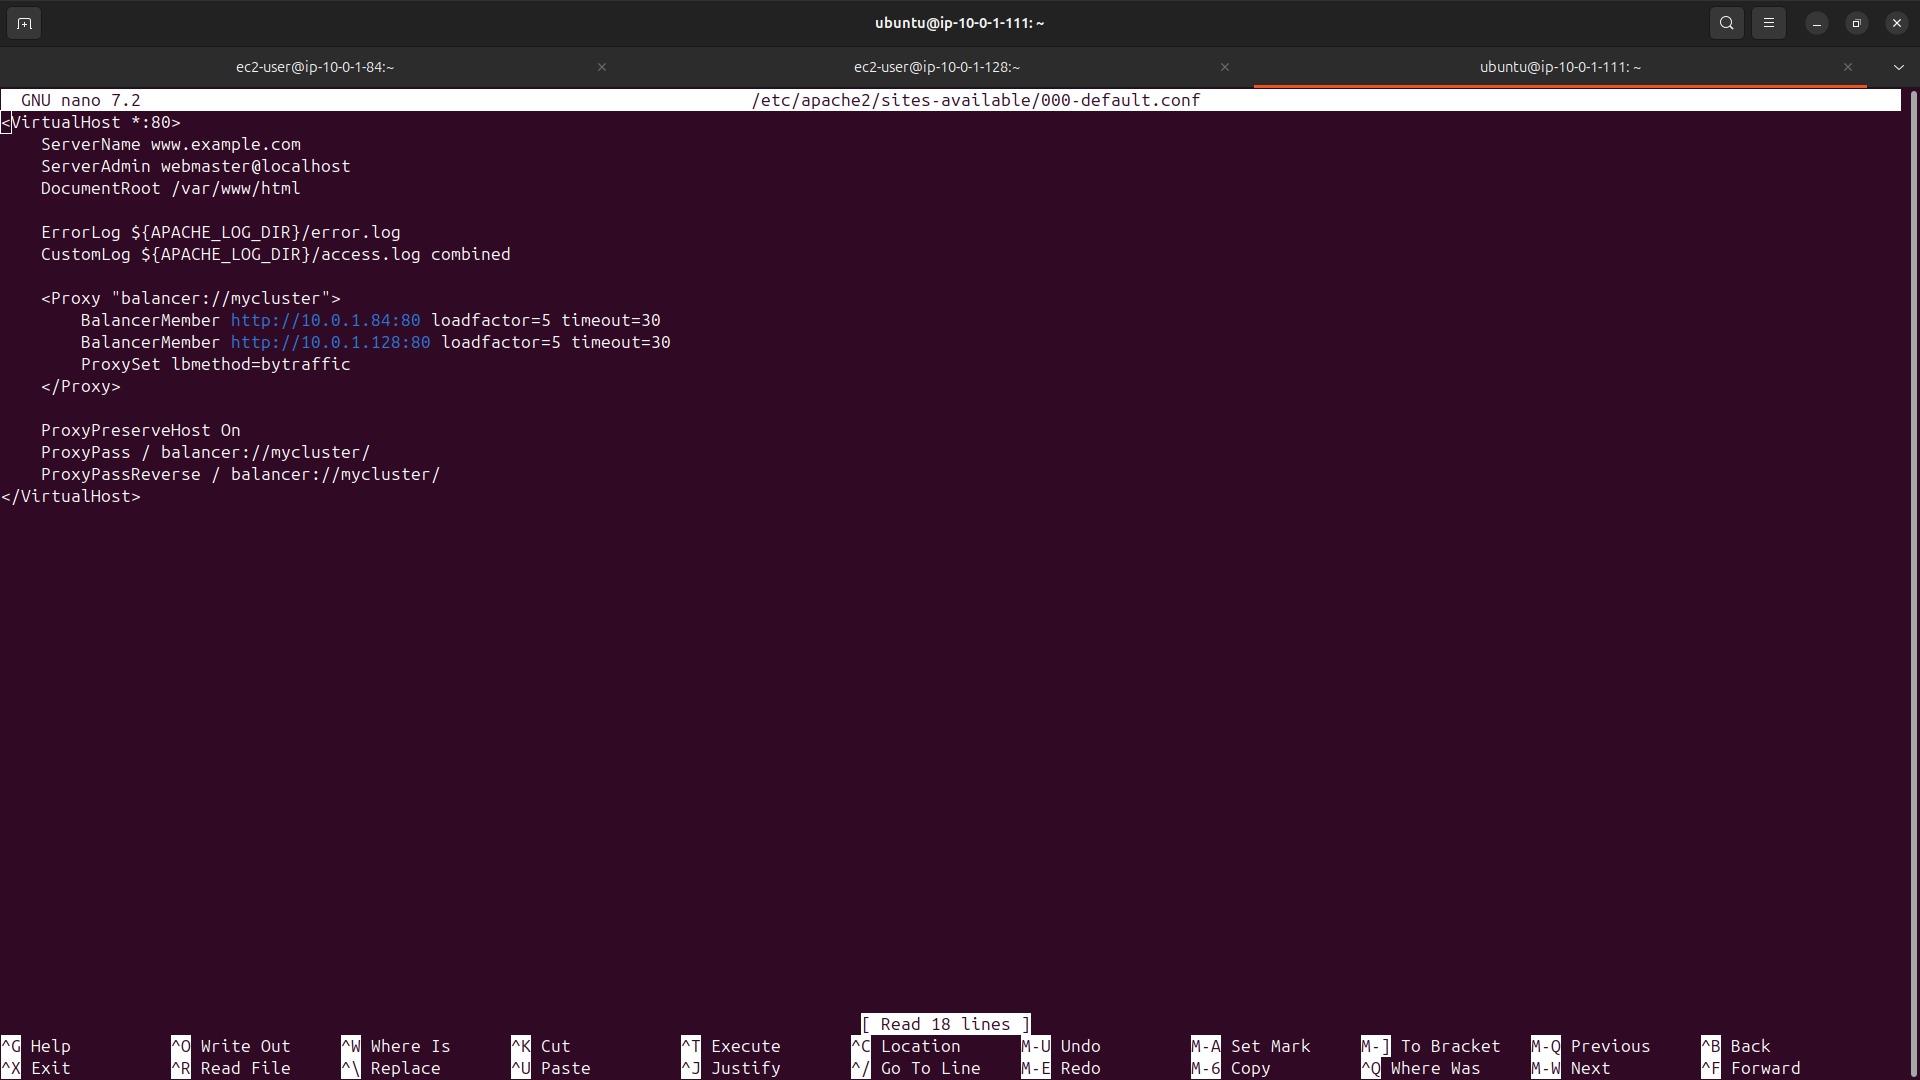 ubuntu@ip-10-0-1-111: ~
ec2-user@ip-10-0-1-84:~ ec2-user@ip-10-0-1-128:~ ubuntu@ip-10-0-1-111: ~
GNU nano 7.2 /etc/apache2/sites-available/000-default.conf
<VirtualHost *:80>
    ServerName www.example.com
    ServerAdmin webmaster@localhost
    DocumentRoot /var/www/html

    ErrorLog ${APACHE_LOG_DIR}/error.log
    CustomLog ${APACHE_LOG_DIR}/access.log combined

    <Proxy "balancer://mycluster">
        BalancerMember http://10.0.1.84:80 loadfactor=5 timeout=30
        BalancerMember http://10.0.1.128:80 loadfactor=5 timeout=30
        ProxySet lbmethod=bytraffic
    </Proxy>

    ProxyPreserveHost On
    ProxyPass / balancer://mycluster/
    ProxyPassReverse / balancer://mycluster/
</VirtualHost>
[ Read 18 lines ]
^G Help ^O Write Out ^W Where Is ^K Cut ^T Execute ^C Location M-U Undo M-A Set Mark M-] To Bracket M-Q Previous ^B Back
^X Exit ^R Read File ^\ Replace ^U Paste ^J Justify ^/ Go To Line M-E Redo M-6 Copy ^Q Where Was M-W Next ^F Forward